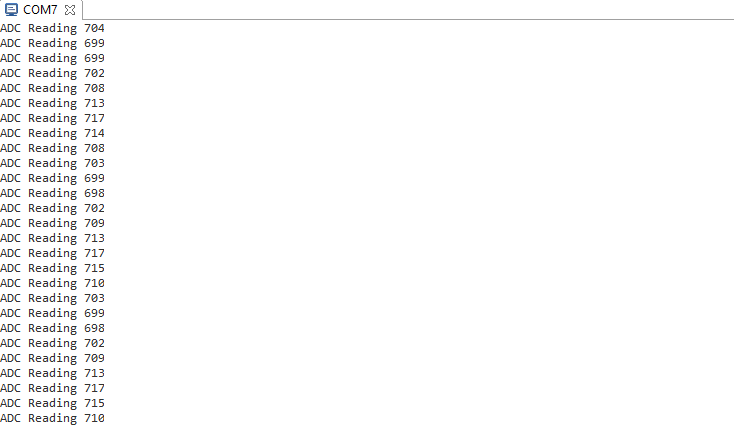 COM7
ADC Reading 704
ADC Reading 699
ADC Reading 699
ADC Reading 702
ADC Reading 708
ADC Reading 713
ADC Reading 717
ADC Reading 714
ADC Reading 708
ADC Reading 703
ADC Reading 699
ADC Reading 698
ADC Reading 702
ADC Reading 709
ADC Reading 713
ADC Reading 717
ADC Reading 715
ADC Reading 710
ADC Reading 703
ADC Reading 699
ADC Reading 698
ADC Reading 702
ADC Reading 709
ADC Reading 713
ADC Reading 717
ADC Reading 715
ADC Reading 710